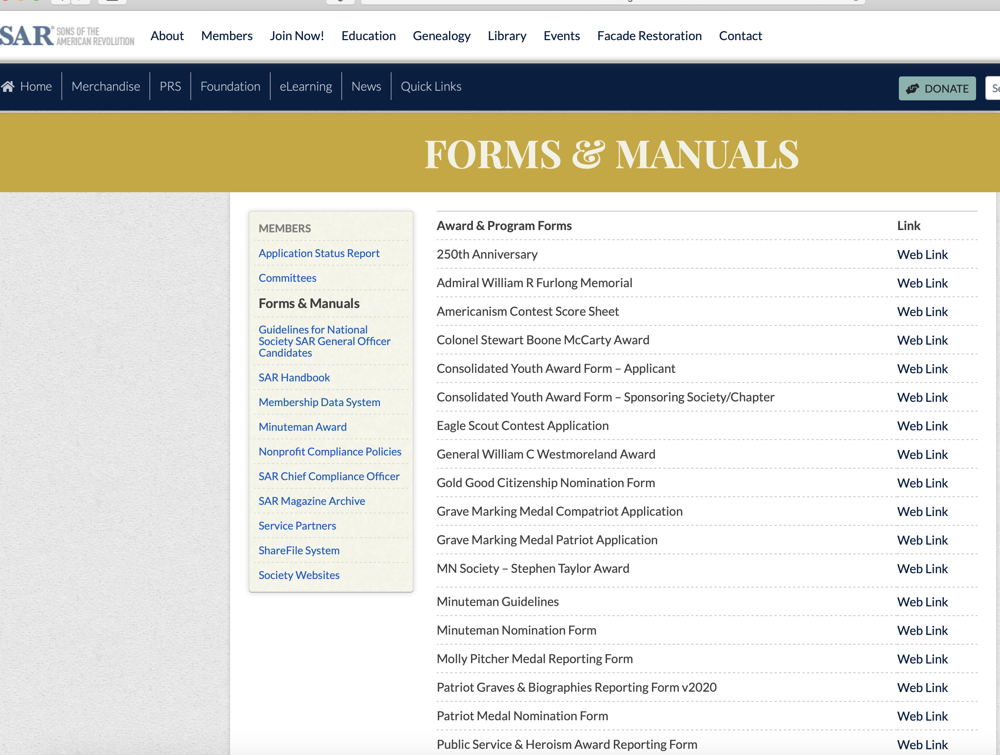 SAR SONS OF THE
AMERICAN REVOLUTION
About Members Join Now! Education Genealogy Library Events Facade Restoration Contact
Home Merchandise PRS Foundation eLearning News Quick Links DONATE
FORMS & MANUALS
MEMBERS
Application Status Report
Committees
Forms & Manuals
Guidelines for National
Society SAR General Officer
Candidates
SAR Handbook
Membership Data System
Minuteman Award
Nonprofit Compliance Policies
SAR Chief Compliance Officer
SAR Magazine Archive
Service Partners
ShareFile System
Society Websites
Award & Program Forms Link
250th Anniversary Web Link
Admiral William R Furlong Memorial Web Link
Americanism Contest Score Sheet Web Link
Colonel Stewart Boone McCarty Award Web Link
Consolidated Youth Award Form – Applicant Web Link
Consolidated Youth Award Form – Sponsoring Society/Chapter Web Link
Eagle Scout Contest Application Web Link
General William C Westmoreland Award Web Link
Gold Good Citizenship Nomination Form Web Link
Grave Marking Medal Compatriot Application Web Link
Grave Marking Medal Patriot Application Web Link
MN Society – Stephen Taylor Award Web Link
Minuteman Guidelines Web Link
Minuteman Nomination Form Web Link
Molly Pitcher Medal Reporting Form Web Link
Patriot Graves & Biographies Reporting Form v2020 Web Link
Patriot Medal Nomination Form Web Link
Public Service & Heroism Award Reporting Form Web Link